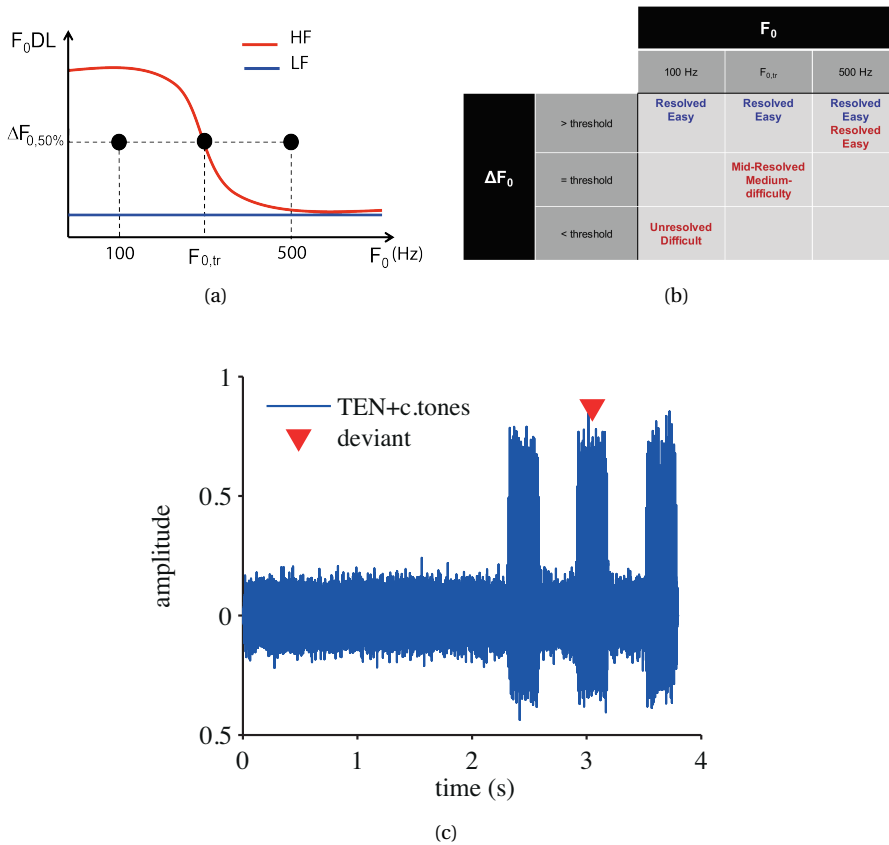 F0DL
HF
LF
ΔF0,50%
100
F0,tr
500
F0 (Hz)
(a)
F0
100 Hz
F0,tr
500 Hz
ΔF0
> threshold
Resolved
Easy
Resolved
Easy
Resolved
Easy
Resolved
Easy
= threshold
Mid-Resolved
Medium-
difficulty
< threshold
Unresolved
Difficult
(b)
1
TEN+c.tones
deviant
0.5
amplitude
0
0.5
0
1
2
3
4
time (s)
(c)